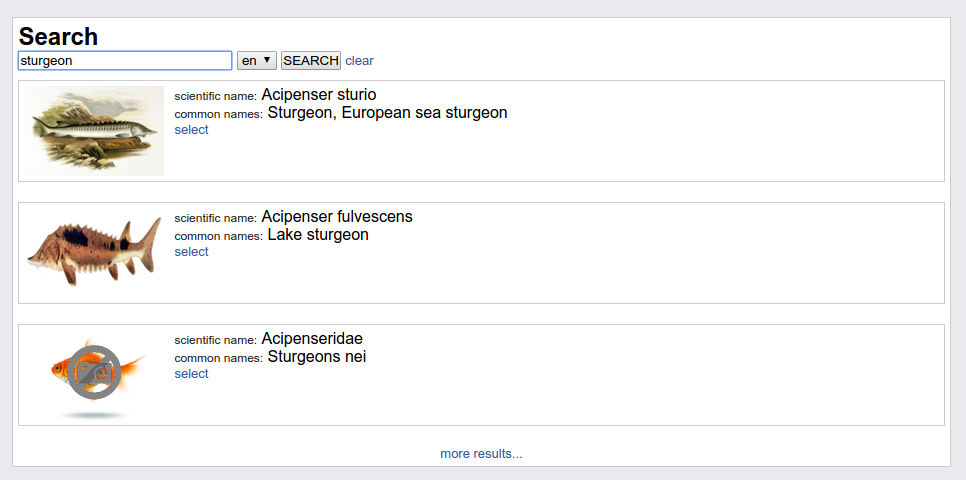 Search
sturgeon en SEARCH clear
scientific name: Acipenser sturio
common names: Sturgeon, European sea sturgeon
select
scientific name: Acipenser fulvescens
common names: Lake sturgeon
select
scientific name: Acipenseridae
common names: Sturgeons nei
select
more results...